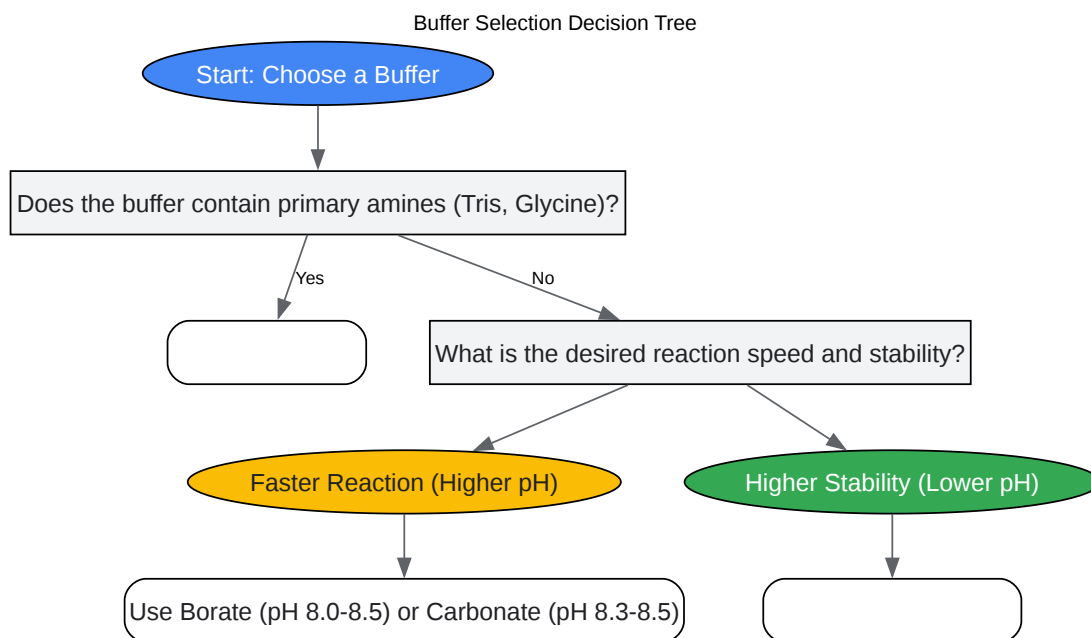 Buffer Selection Decision Tree
Start: Choose a Buffer
Does the buffer contain primary amines (Tris, Glycine)?
Yes
No
What is the desired reaction speed and stability?
Faster Reaction (Higher pH)
Higher Stability (Lower pH)
Use Borate (pH 8.0-8.5) or Carbonate (pH 8.3-8.5)